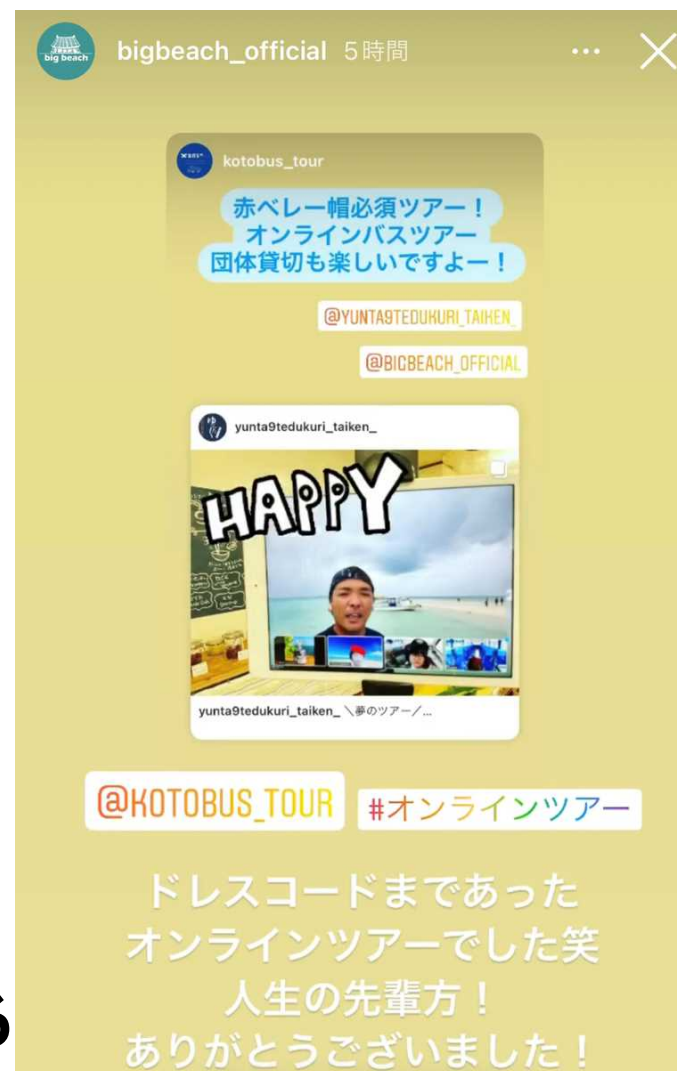 big beach
bigbeach_official 5時間
kotobus_tour
赤ベレー帽必須ツアー！
オンラインバスツアー
団体貸切も楽しいですよー！
@YUNTA9TEDUKURI_TAIKEN_
@BIGBEACH_OFFICIAL
yunta9tedukuri_taiken_
HAPPY
yunta9tedukuri_taiken_ ＼夢のツアー／...
@KOTOBUS_TOUR
#オンラインツアー
ドレスコードまであった
オンラインツアーでした笑
人生の先輩方！
ありがとうございました！